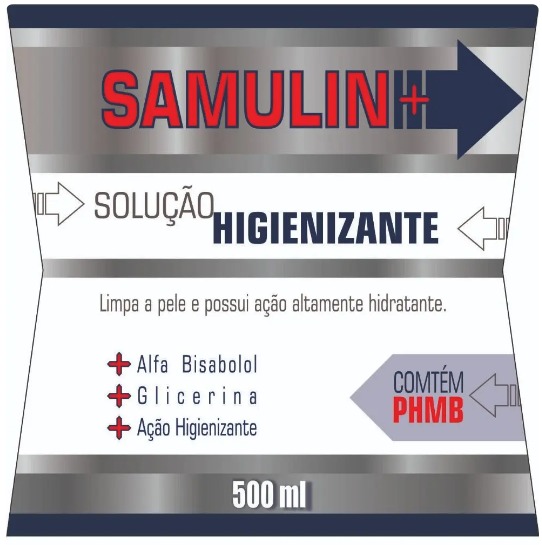 SAMULIN+
SOLUÇÃO
HIGIENIZANTE
Limpa a pele e possui ação altamente hidratante.
+ Alfa Bisabolol
+ Glicerina
+ Ação Higienizante
COMTÉM
PHMB
500 ml